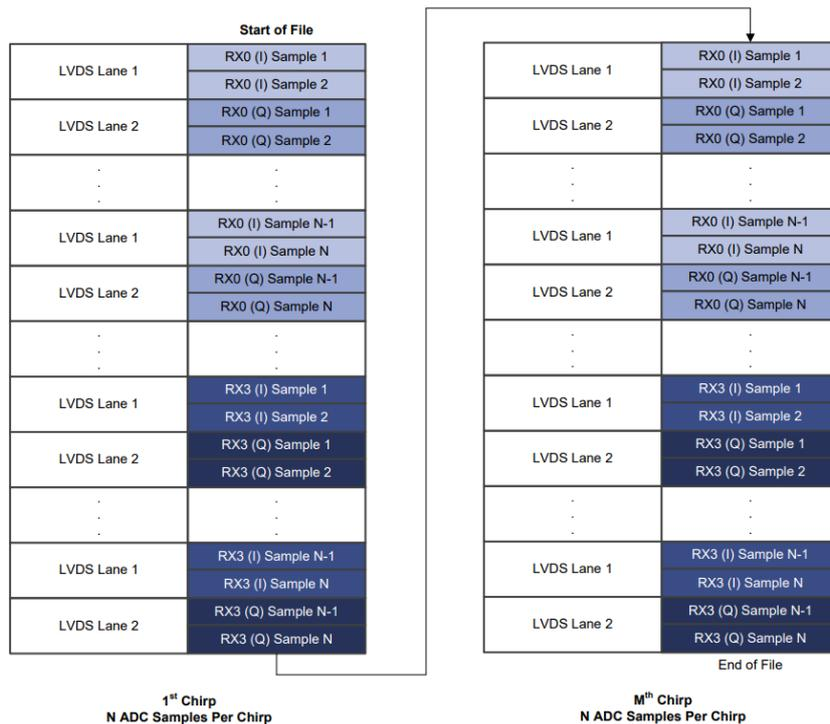 Start of File
LVDS Lane 1
RX0 (I) Sample 1
RX0 (I) Sample 2
LVDS Lane 2
RX0 (Q) Sample 1
RX0 (Q) Sample 2
.
.
.
.
.
.
LVDS Lane 1
RX0 (I) Sample N-1
RX0 (I) Sample N
LVDS Lane 2
RX0 (Q) Sample N-1
RX0 (Q) Sample N
.
.
.
.
.
.
LVDS Lane 1
RX3 (I) Sample 1
RX3 (I) Sample 2
LVDS Lane 2
RX3 (Q) Sample 1
RX3 (Q) Sample 2
.
.
.
.
.
.
LVDS Lane 1
RX3 (I) Sample N-1
RX3 (I) Sample N
LVDS Lane 2
RX3 (Q) Sample N-1
RX3 (Q) Sample N
1st Chirp
N ADC Samples Per Chirp
LVDS Lane 1
RX0 (I) Sample 1
RX0 (I) Sample 2
LVDS Lane 2
RX0 (Q) Sample 1
RX0 (Q) Sample 2
.
.
.
.
.
.
LVDS Lane 1
RX0 (I) Sample N-1
RX0 (I) Sample N
LVDS Lane 2
RX0 (Q) Sample N-1
RX0 (Q) Sample N
.
.
.
.
.
.
LVDS Lane 1
RX3 (I) Sample 1
RX3 (I) Sample 2
LVDS Lane 2
RX3 (Q) Sample 1
RX3 (Q) Sample 2
.
.
.
.
.
.
LVDS Lane 1
RX3 (I) Sample N-1
RX3 (I) Sample N
LVDS Lane 2
RX3 (Q) Sample N-1
RX3 (Q) Sample N
End of File
Mth Chirp
N ADC Samples Per Chirp